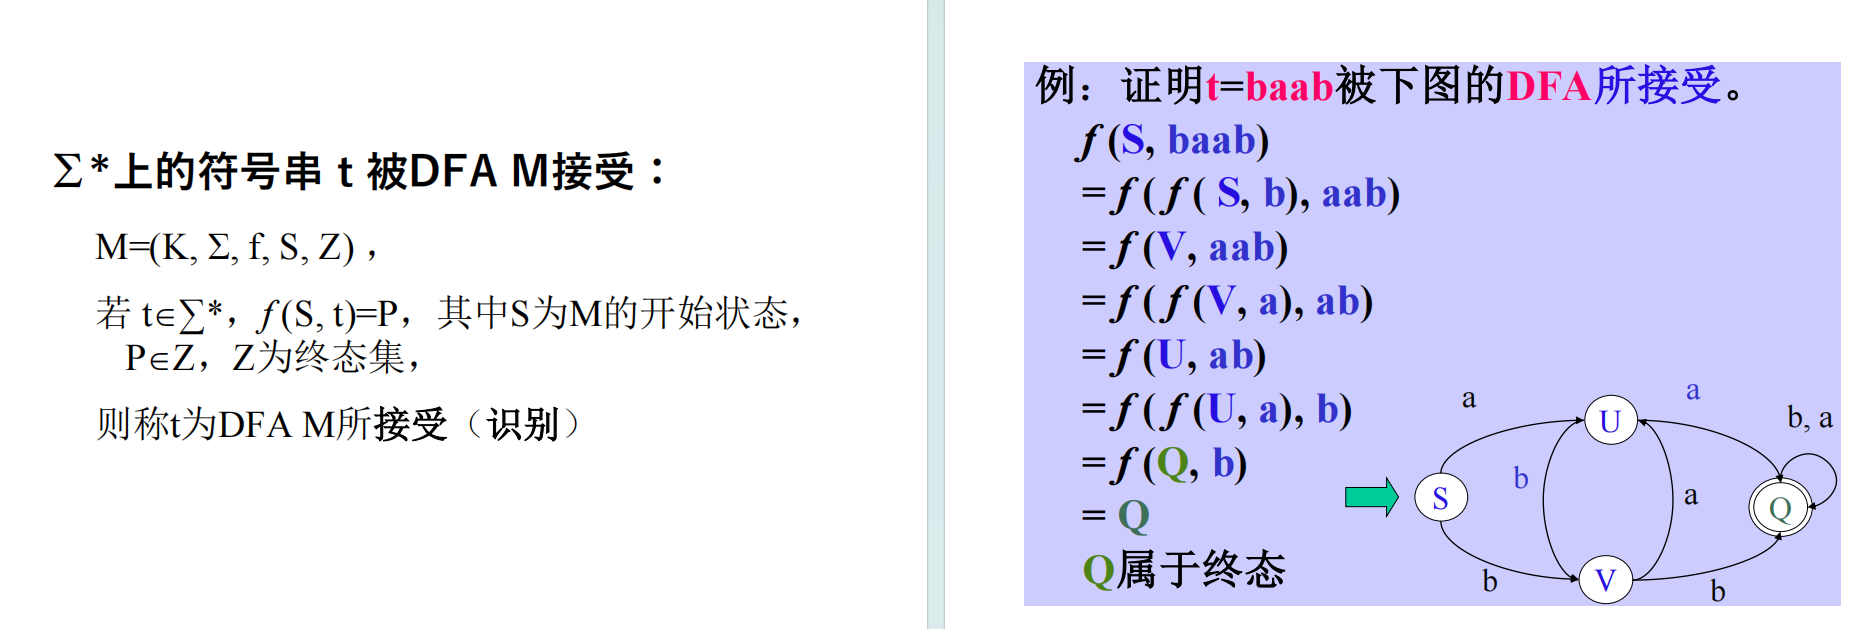 Σ*上的符号串 t 被DFA M接受：
M=(K, Σ, f, S, Z)，
若 t∈∑*，f (S, t)=P，其中S为M的开始状态，
P∈Z，Z为终态集，
则称t为DFA M所接受（识别）
例：证明t=baab被下图的DFA所接受。
f (S, baab)
= f ( f ( S, b), aab)
= f (V, aab)
= f ( f (V, a), ab)
= f (U, ab)
= f ( f (U, a), b)
= f (Q, b)
= Q
Q属于终态
a
U
a
b, a
b
S
a
Q
b
V
b